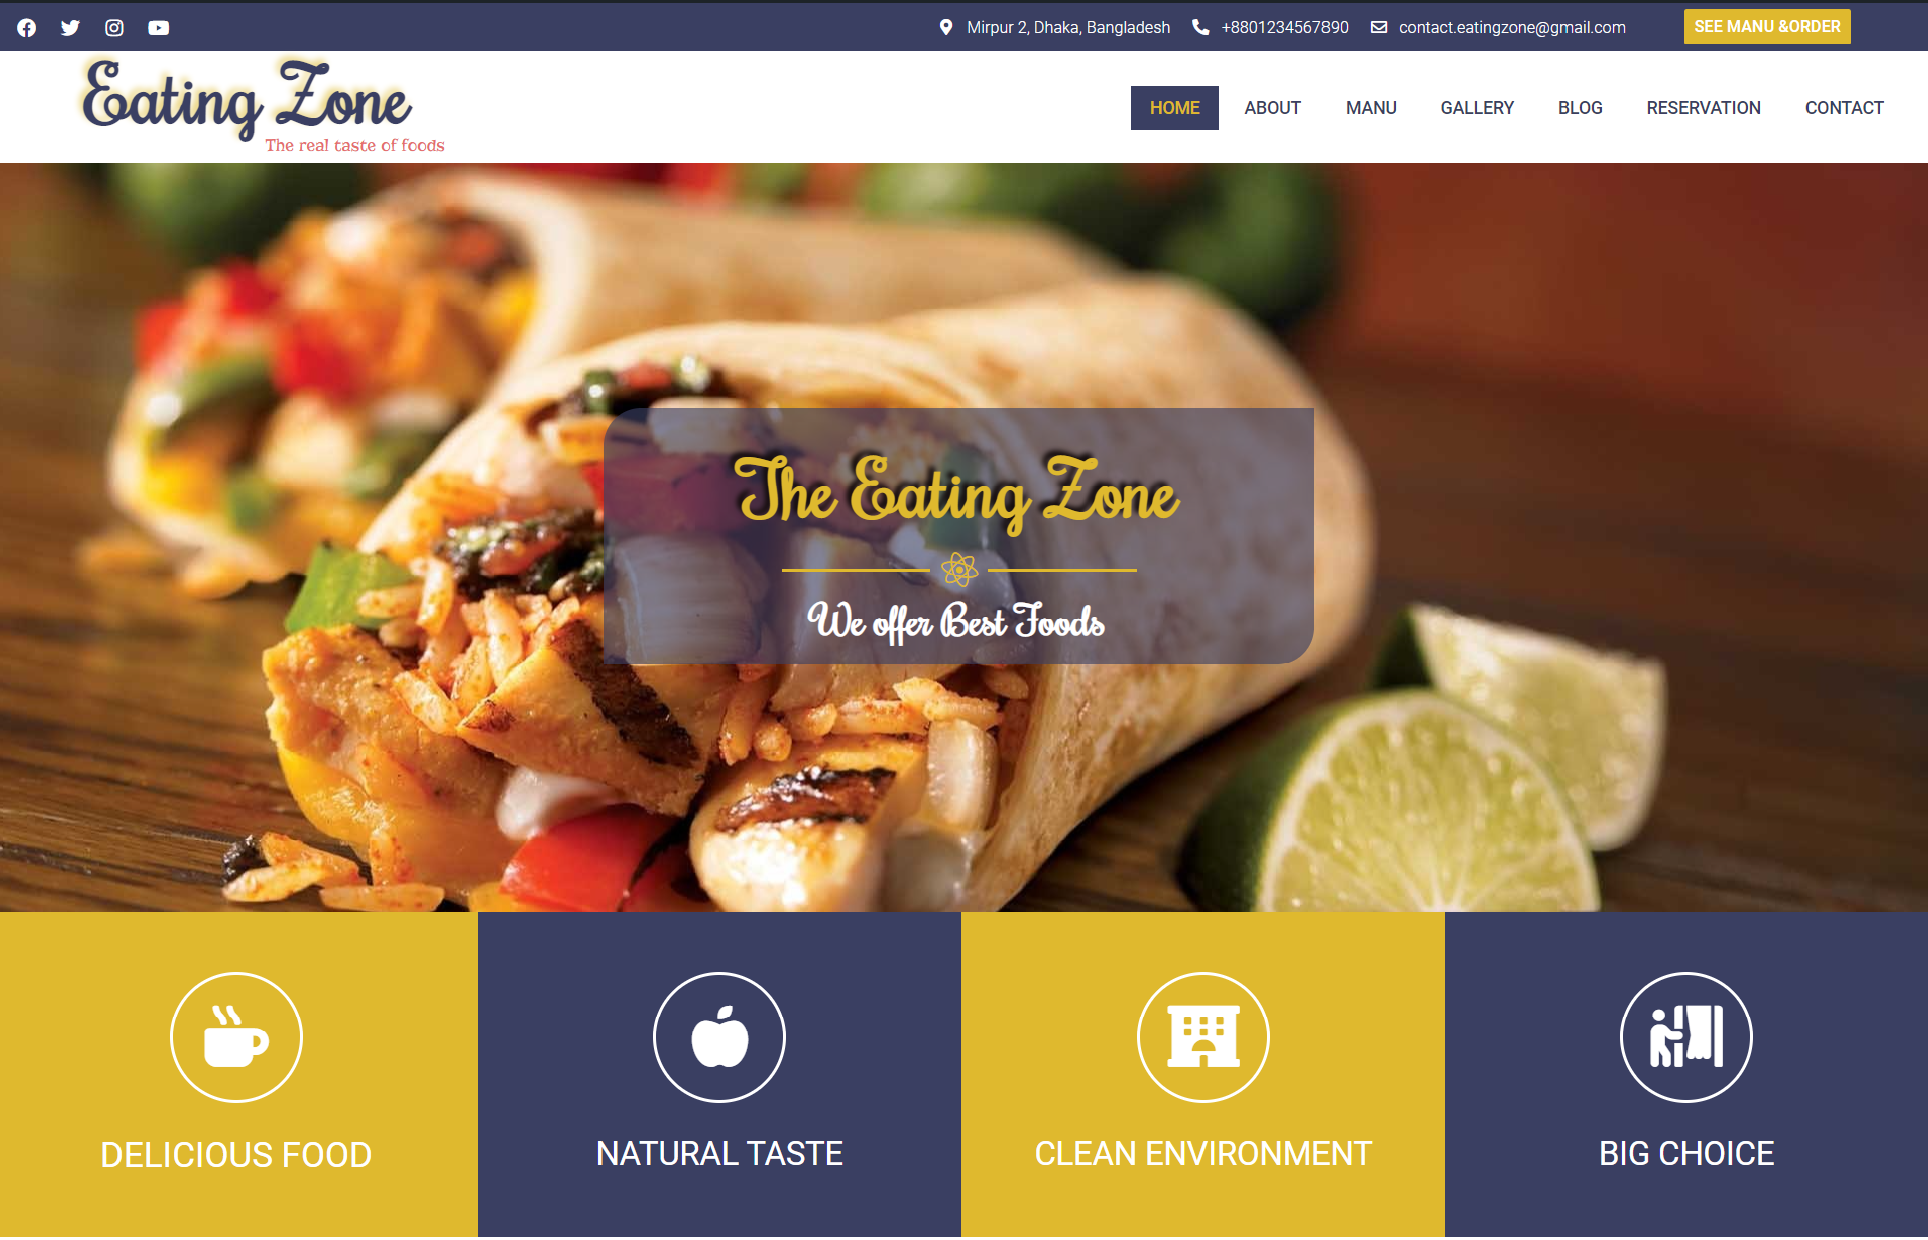 Mirpur 2, Dhaka, Bangladesh
+8801234567890
contact.eatingzone@gmail.com
SEE MANU &ORDER
Eating Zone
The real taste of foods
HOME
ABOUT
MANU
GALLERY
BLOG
RESERVATION
CONTACT
The Eating Zone
We offer Best Foods
DELICIOUS FOOD
NATURAL TASTE
CLEAN ENVIRONMENT
BIG CHOICE